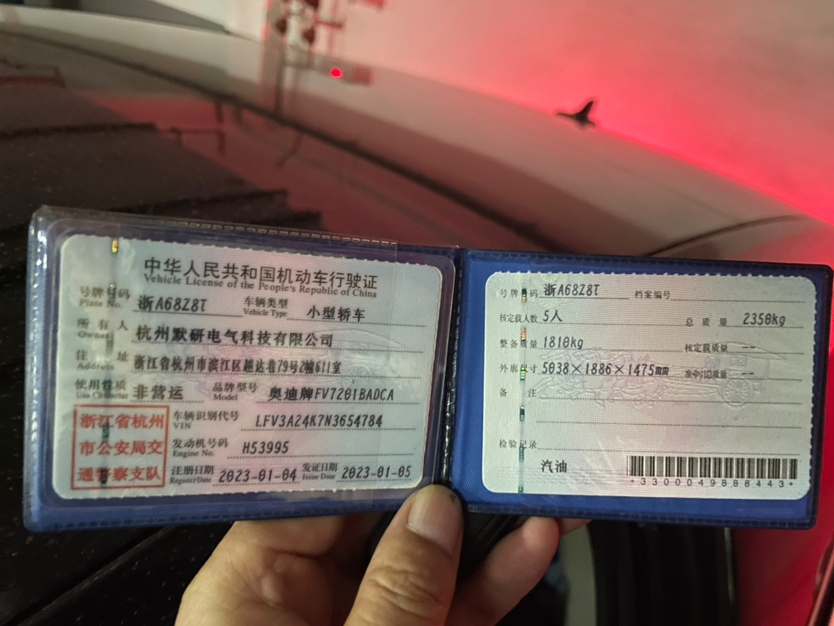 中华人民共和国机动车行驶证
Vehicle License of the People's Republic of China
号牌号码 浙A68Z8T 车辆类型 小型轿车
Plate No. Vehicle Type
所有人 杭州默研电气科技有限公司
Owner
住址 浙江省杭州市滨江区越达巷79号2幢611室
Address
使用性质 非营运 品牌型号 奥迪牌FV7201BADCA
Use Character Model
浙江省杭州
市公安局交
通警察支队
车辆识别代号 LFV3A24K7N3654784
VIN
发动机号码 H53995
Engine No.
注册日期 2023-01-04 发证日期 2023-01-05
Register Date Issue Date
号牌号码 浙A68Z8T 档案编号
核定载人数 5人 总质量 2350kg
整备质量 1810kg 核定载质量 --
外廓尺寸 5038×1886×1475 准牵引总质量 --
备注
检验记录
汽油
*3300049898443*